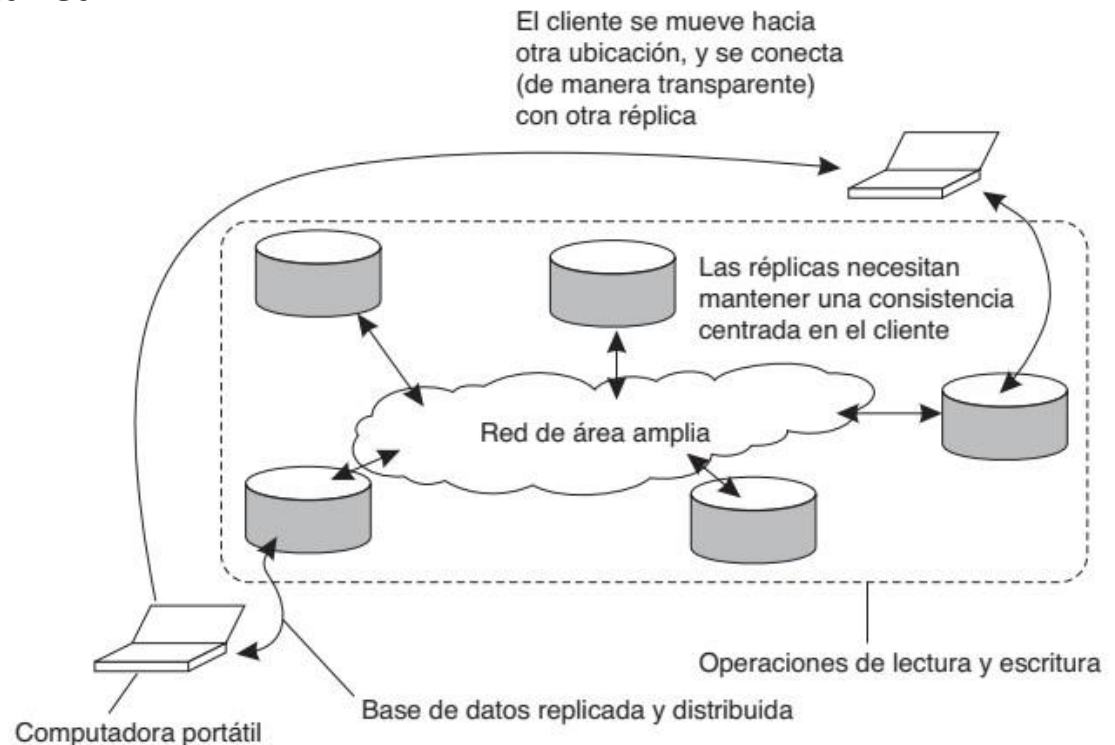 El cliente se mueve hacia
otra ubicación, y se conecta
(de manera transparente)
con otra réplica
Las réplicas necesitan
mantener una consistencia
centrada en el cliente
Red de área amplia
Operaciones de lectura y escritura
Base de datos replicada y distribuida
Computadora portátil